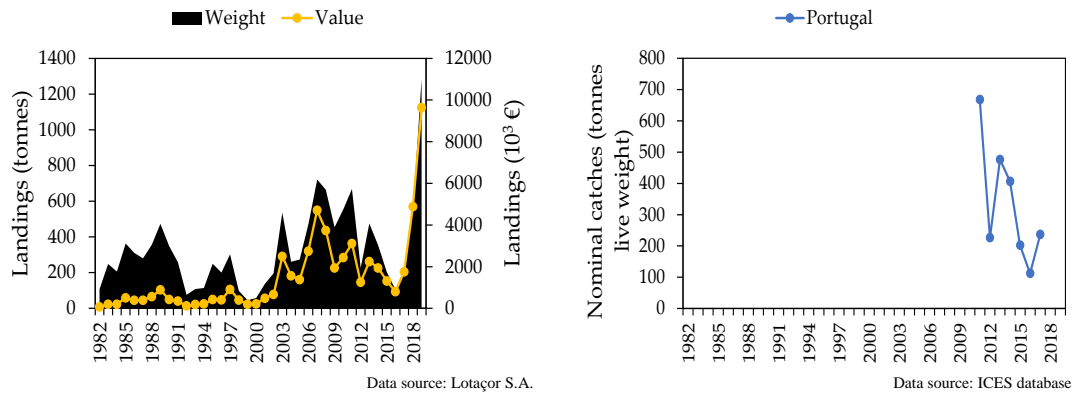 Weight Value
Landings (tonnes)
1400
1200
1000
800
600
400
200
0
12000
10000
8000
6000
4000
2000
0
Landings (10³ €)
1982 1985 1988 1991 1994 1997 2000 2003 2006 2009 2012 2015 2018
Data source: Lotaçor S.A.
Portugal
Nominal catches (tonnes
live weight)
800
700
600
500
400
300
200
100
0
1982 1985 1988 1991 1994 1997 2000 2003 2006 2009 2012 2015 2018
Data source: ICES database